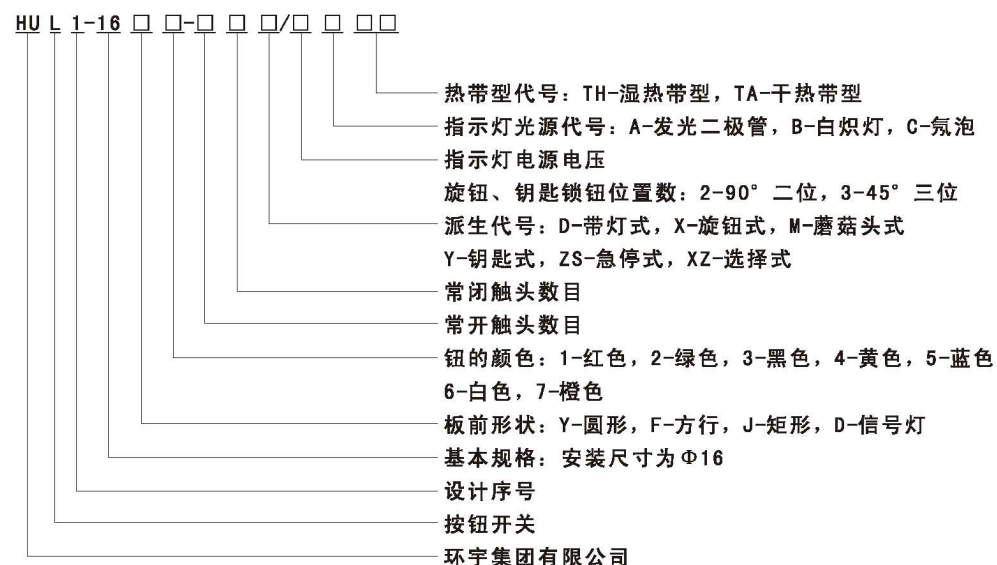 HU L 1-16 □ □-□ □ □/□ □ □□
热带型代号：TH-湿热带型，TA-干热带型
指示灯光源代号：A-发光二极管，B-白炽灯，C-氖泡
指示灯电源电压
旋钮、钥匙锁钮位置数：2-90° 二位，3-45° 三位
派生代号：D-带灯式，X-旋钮式，M-蘑菇头式
Y-钥匙式，ZS-急停式，XZ-选择式
常闭触头数目
常开触头数目
钮的颜色：1-红色，2-绿色，3-黑色，4-黄色，5-蓝色
6-白色，7-橙色
板前形状：Y-圆形，F-方行，J-矩形，D-信号灯
基本规格：安装尺寸为Φ16
设计序号
按钮开关
环宇集团有限公司